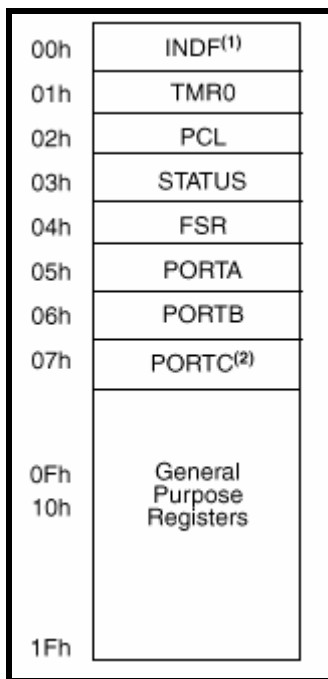 00h INDF(1)
01h TMR0
02h PCL
03h STATUS
04h FSR
05h PORTA
06h PORTB
07h PORTC(2)
0Fh General
10h Purpose
Registers
1Fh